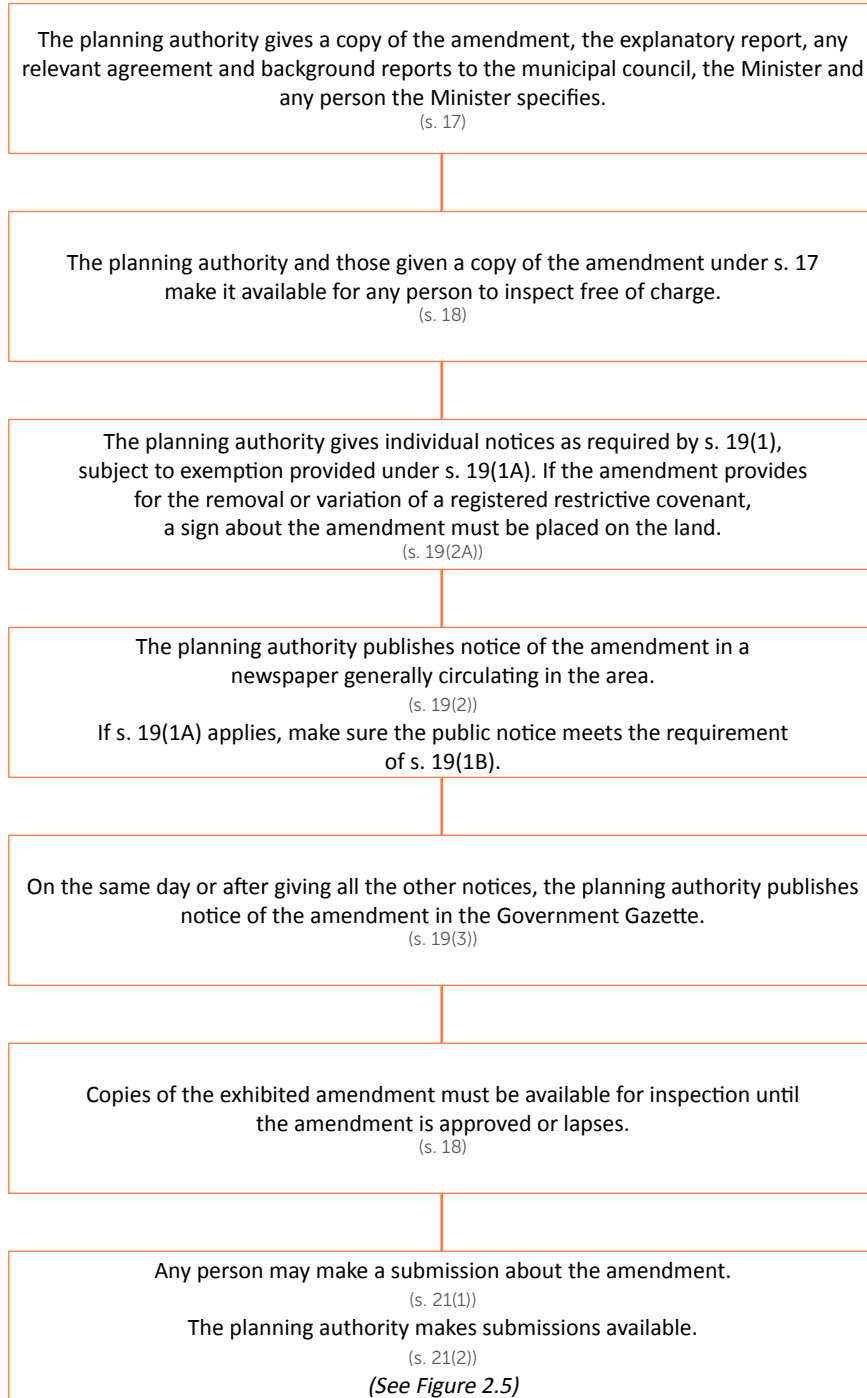 The planning authority gives a copy of the amendment, the explanatory report, any
relevant agreement and background reports to the municipal council, the Minister and
any person the Minister specifies.
(s. 17)
The planning authority and those given a copy of the amendment under s. 17
make it available for any person to inspect free of charge.
(s. 18)
The planning authority gives individual notices as required by s. 19(1),
subject to exemption provided under s. 19(1A). If the amendment provides
for the removal or variation of a registered restrictive covenant,
a sign about the amendment must be placed on the land.
(s. 19(2A))
The planning authority publishes notice of the amendment in a
newspaper generally circulating in the area.
(s. 19(2))
If s. 19(1A) applies, make sure the public notice meets the requirement
of s. 19(1B).
On the same day or after giving all the other notices, the planning authority publishes
notice of the amendment in the Government Gazette.
(s. 19(3))
Copies of the exhibited amendment must be available for inspection until
the amendment is approved or lapses.
(s. 18)
Any person may make a submission about the amendment.
(s. 21(1))
The planning authority makes submissions available.
(s. 21(2))
(See Figure 2.5)